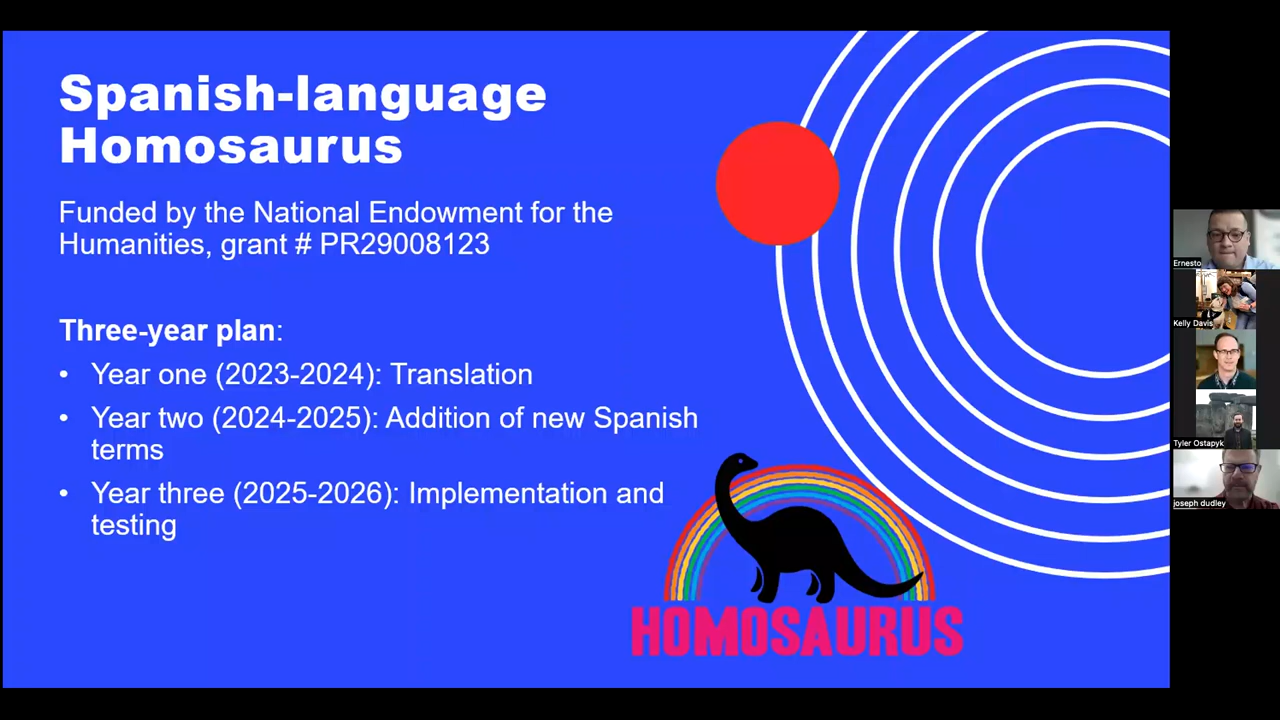 Spanish-language
Homosaurus
Funded by the National Endowment for the
Humanities, grant # PR29008123
Three-year plan:
• Year one (2023-2024): Translation
• Year two (2024-2025): Addition of new Spanish
terms
• Year three (2025-2026): Implementation and
testing
HOMOSAURUS
Ernesto
Kelly Davis
Tyler Ostapyk
joseph dudley